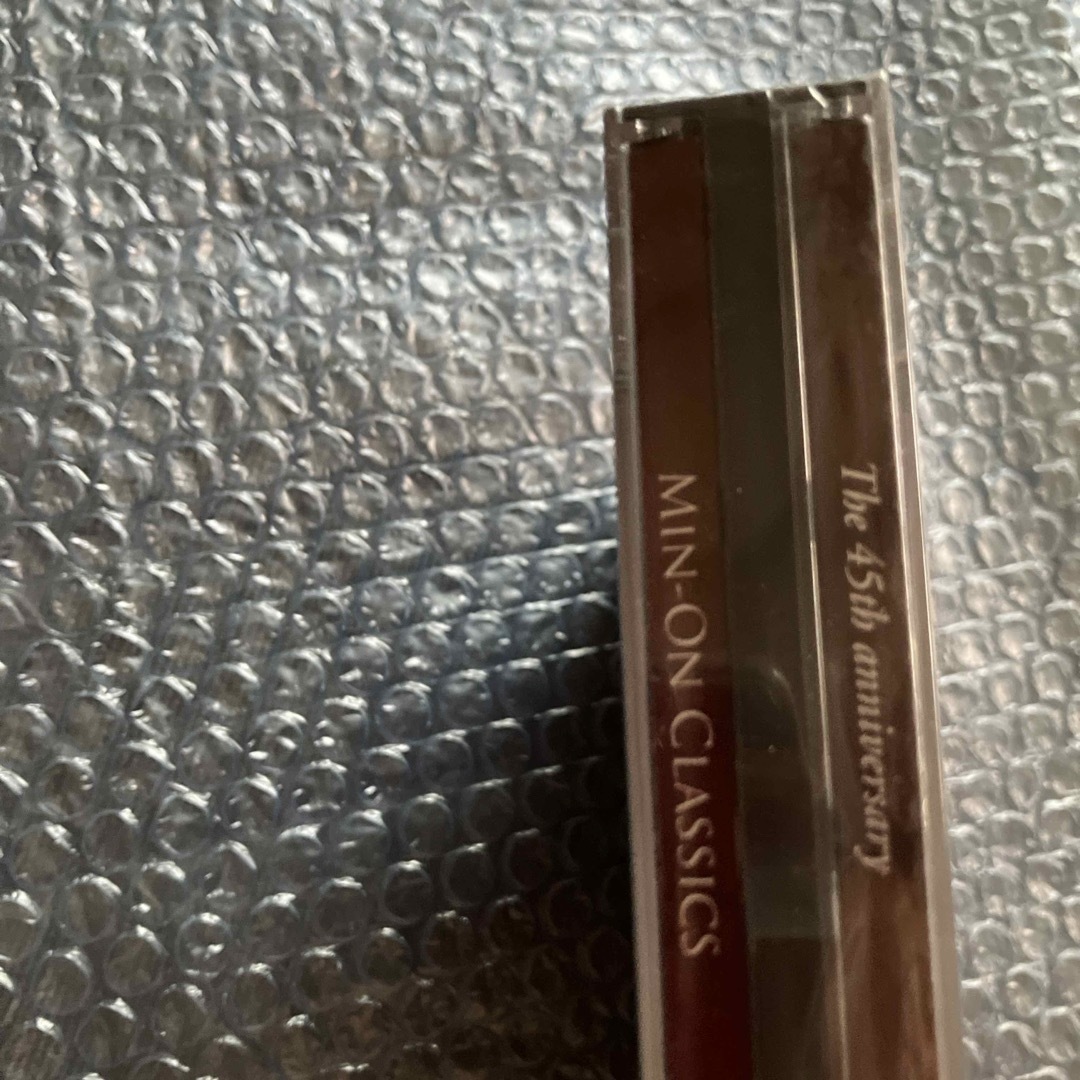 The 45th anniversary
MIN-ON CLASSICS